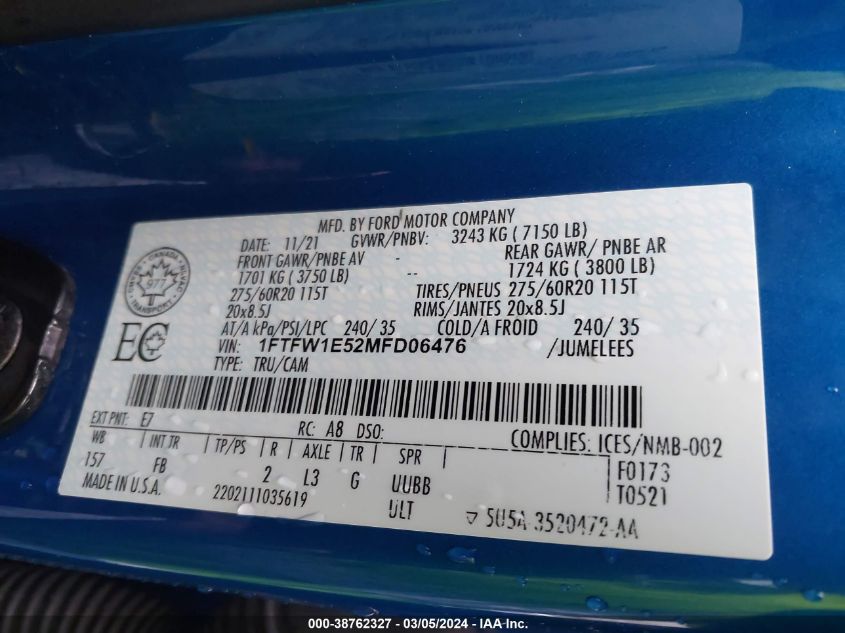 MFD. BY FORD MOTOR COMPANY
DATE: 11/21 GVWR/PNBV: 3243 KG ( 7150 LB)
FRONT GAWR/PNBE AV - REAR GAWR/ PNBE AR
1701 KG ( 3750 LB) -- 1724 KG ( 3800 LB)
275/60R20 115T TIRES/PNEUS 275/60R20 115T
20x8.5J RIMS/JANTES 20x8.5J
AT/A kPa/PSI/LPC 240/ 35 COLD/A FROID 240/ 35
VIN: 1FTFW1E52MFD06476 /JUMELEES
TYPE: TRU/CAM
CANADA
977
TRANSPORT
EC
EXT PNT: E7 RC: A8 DSO: COMPLIES: ICES/NMB-002
WB INT TR TP/PS R AXLE TR SPR F0173
157 FB 2 L3 G UUBB T0521
MADE IN U.S.A. 2202111035619 ULT 5U5A-3520472-AA
000-38762327 - 03/05/2024 - IAA Inc.